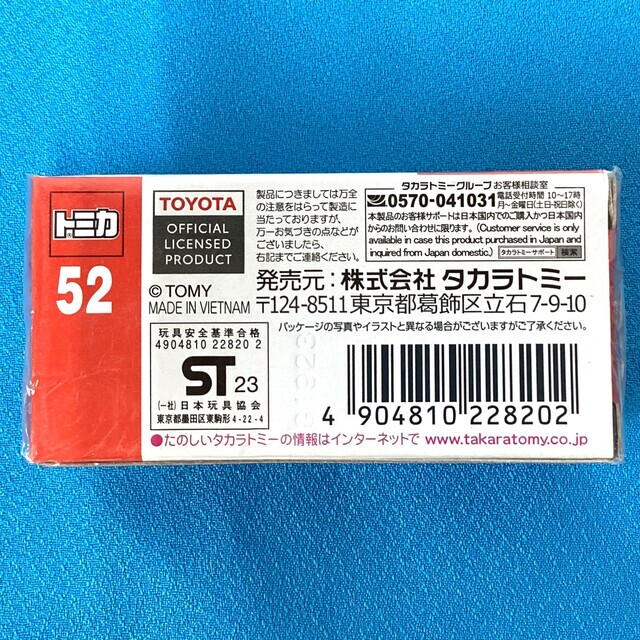 トミカ
52
TOYOTA
OFFICIAL
LICENSED
PRODUCT
© TOMY
MADE IN VIETNAM
製品につきましては万全
の注意をはらって製造に
当たっておりますが、
万一お気づきの点などが
ございましたら、
右記までご連絡ください。
タカラトミーグループ お客様相談室
0570-041031
電話受付時間 10〜17時
月〜金曜日(土・日・祝日除く)
本製品のお客様サポートは日本国内でのご購入かつ日本国内
からのお問い合わせに限ります。(Customer service is only
available in case this product purchased in Japan and
inquired from Japan domestic.)
タカラトミーサポート 検索
発売元：株式会社 タカラトミー
〒124-8511 東京都葛飾区立石7-9-10
パッケージの写真やイラストと異なる場合がございますがご了承ください。
玩具安全基準合格
4904810 22820 2
ST 23
(一社)日本玩具協会
東京都墨田区東駒形4-22-4
4 904810 228202
●たのしいタカラトミーの情報はインターネットで www.takaratomy.co.jp